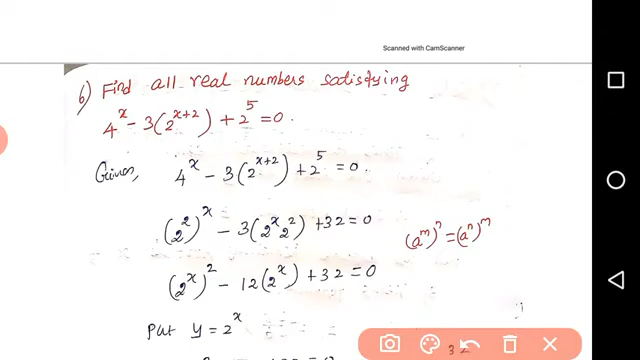 Scanned with CamScanner
6) Find all real numbers satisfying
4^x - 3(2^{x+2}) + 2^5 = 0.
Given, 4^x - 3(2^{x+2}) + 2^5 = 0.
(2^2)^x - 3(2^x 2^2) + 32 = 0
(a^m)^n = (a^n)^m
(2^x)^2 - 12(2^x) + 32 = 0
Put y = 2^x
32